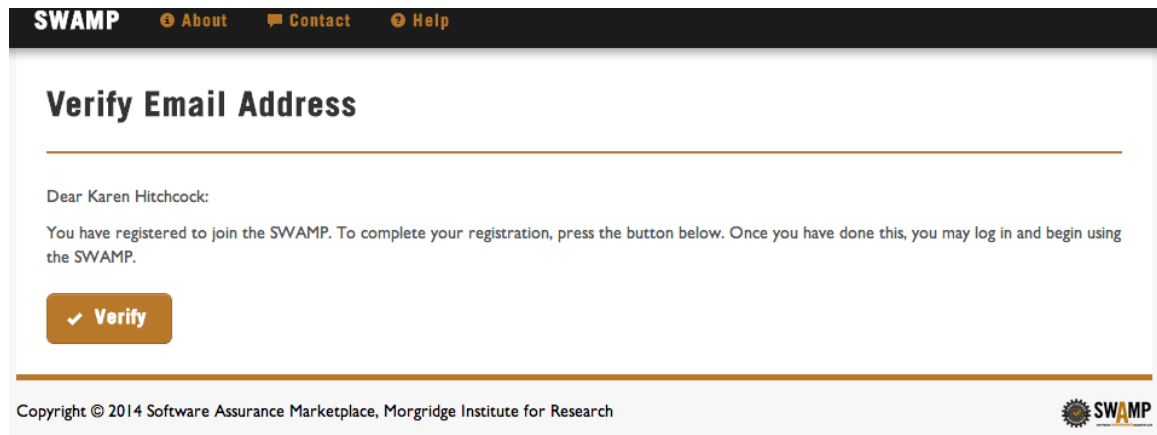 SWAMP About Contact Help
Verify Email Address
Dear Karen Hitchcock:
You have registered to join the SWAMP. To complete your registration, press the button below. Once you have done this, you may log in and begin using
the SWAMP.
Verify
Copyright © 2014 Software Assurance Marketplace, Morgridge Institute for Research
SWAMP